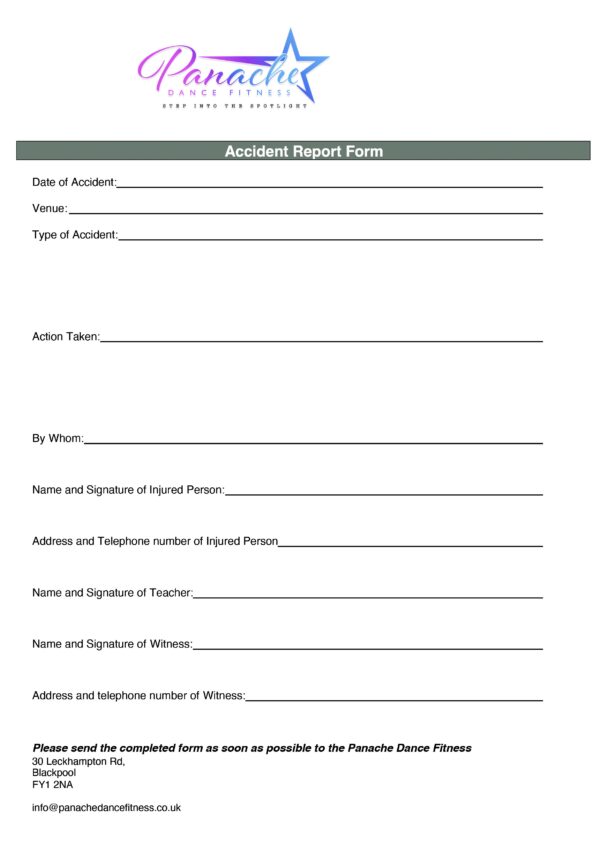 Panache
DANCE FITNESS
STEP INTO THE SPOTLIGHT
Accident Report Form
Date of Accident:
Venue:
Type of Accident:
Action Taken:
By Whom:
Name and Signature of Injured Person:
Address and Telephone number of Injured Person
Name and Signature of Teacher:
Name and Signature of Witness:
Address and telephone number of Witness:
Please send the completed form as soon as possible to the Panache Dance Fitness
30 Leckhampton Rd,
Blackpool
FY1 2NA
info@panachedancefitness.co.uk